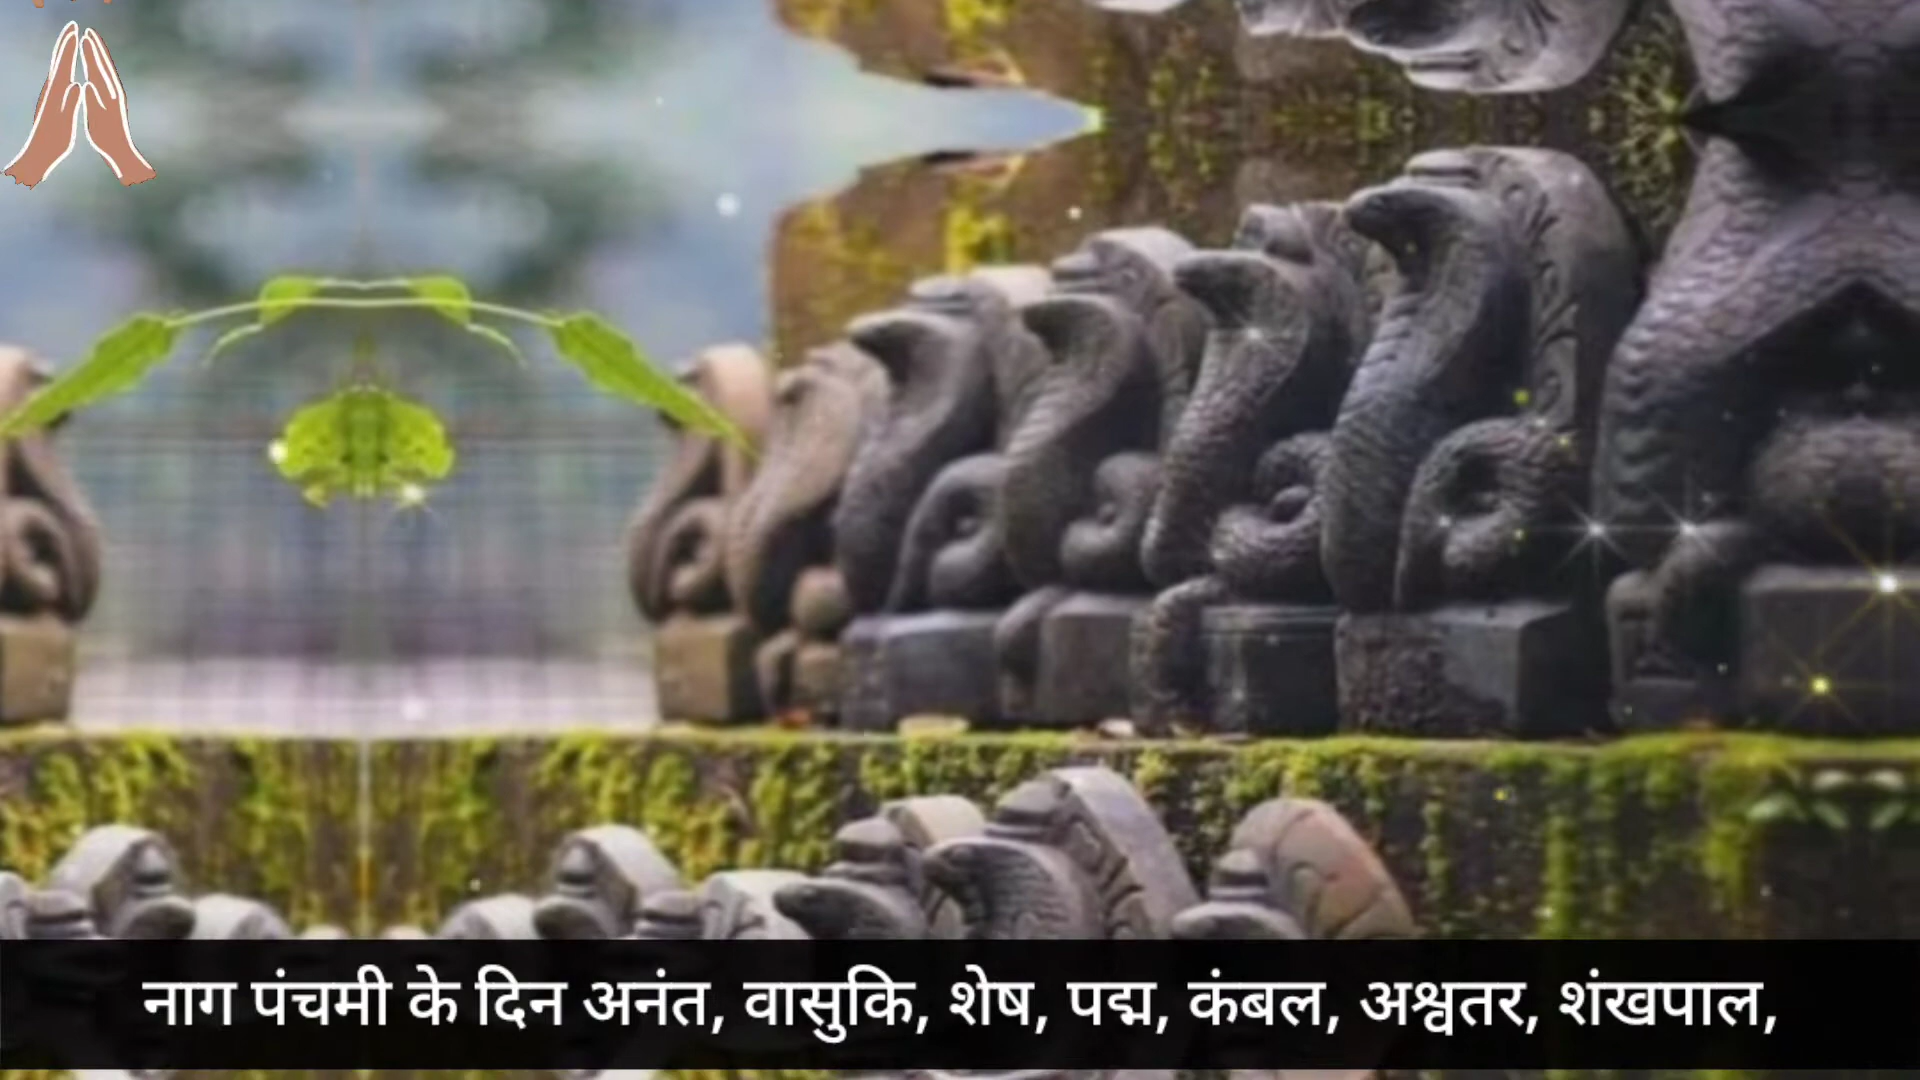 नाग पंचमी के दिन अनंत, वासुकि, शेष, पद्म, कंबल, अश्वतर, शंखपाल,